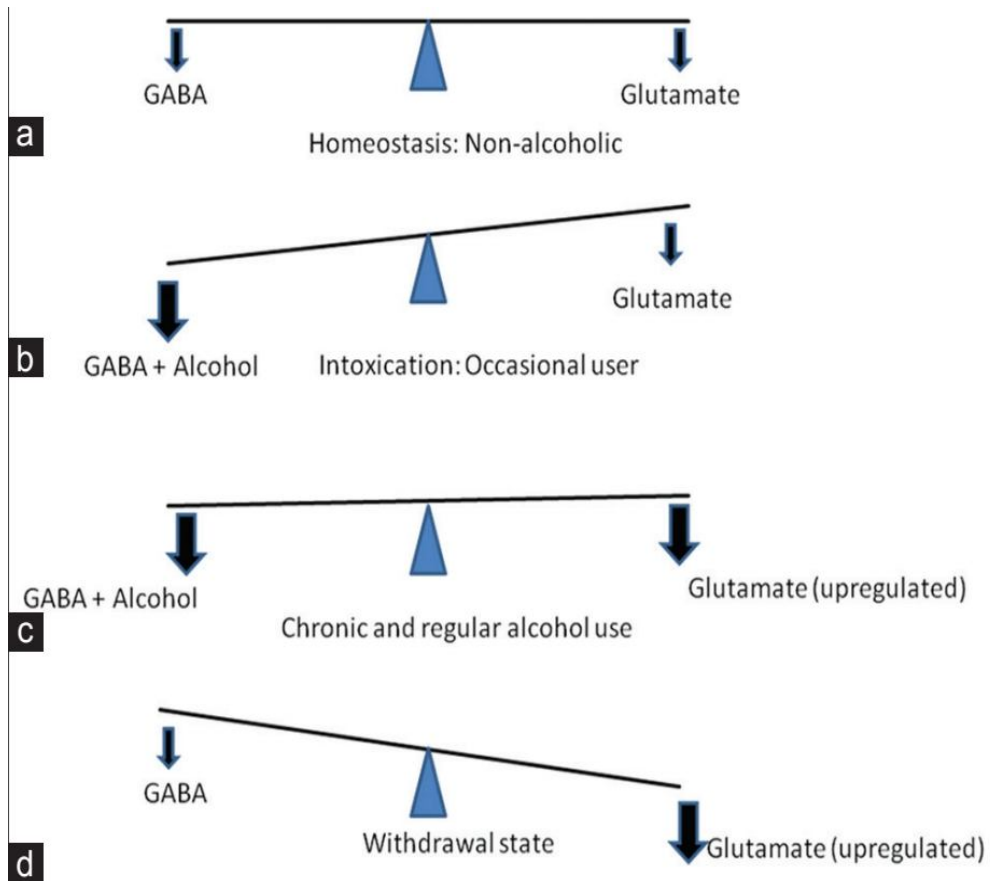 GABA
Glutamate
a
Homeostasis: Non-alcoholic
Glutamate
b
GABA + Alcohol
Intoxication: Occasional user
GABA + Alcohol
Glutamate (upregulated)
c
Chronic and regular alcohol use
GABA
Withdrawal state
Glutamate (upregulated)
d